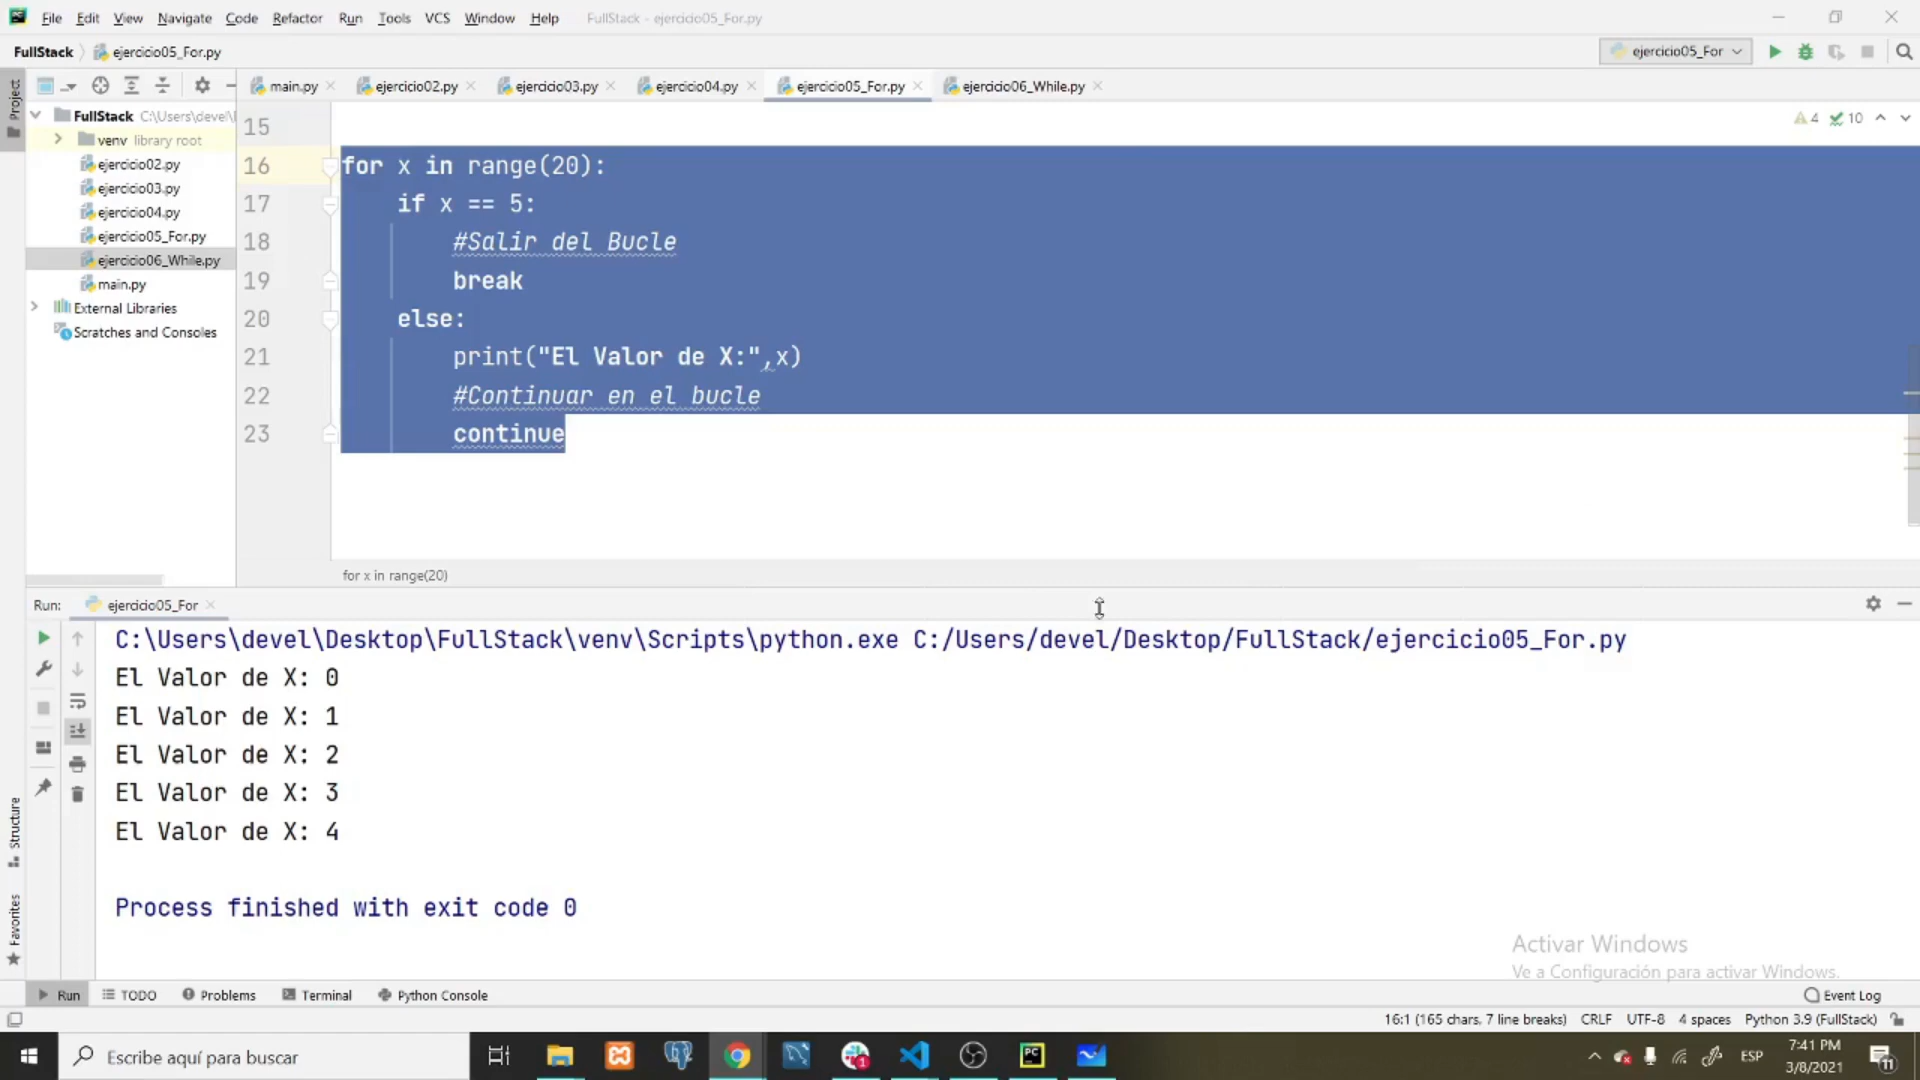 File Edit View Navigate Code Refactor Run Tools VCS Window Help FullStack - ejercicio05_For.py
FullStack ejercicio05_For.py ejercicio05_For
Project main.py ejercicio02.py ejercicio03.py ejercicio04.py ejercicio05_For.py ejercicio06_While.py
FullStack C:\Users\devel\
venv library root
ejercicio02.py
ejercicio03.py
ejercicio04.py
ejercicio05_For.py
ejercicio06_While.py
main.py
External Libraries
Scratches and Consoles
4 10
15
16 for x in range(20):
17 if x == 5:
18 #Salir del Bucle
19 break
20 else:
21 print("El Valor de X:",x)
22 #Continuar en el bucle
23 continue
for x in range(20)
Run: ejercicio05_For
C:\Users\devel\Desktop\FullStack\venv\Scripts\python.exe C:/Users/devel/Desktop/FullStack/ejercicio05_For.py
El Valor de X: 0
El Valor de X: 1
El Valor de X: 2
El Valor de X: 3
El Valor de X: 4
Process finished with exit code 0
Structure
Favorites
Activar Windows
Ve a Configuración para activar Windows.
Run TODO Problems Terminal Python Console Event Log
16:1 (165 chars, 7 line breaks) CRLF UTF-8 4 spaces Python 3.9 (FullStack)
Escribe aquí para buscar ESP 7:41 PM
3/8/2021
11